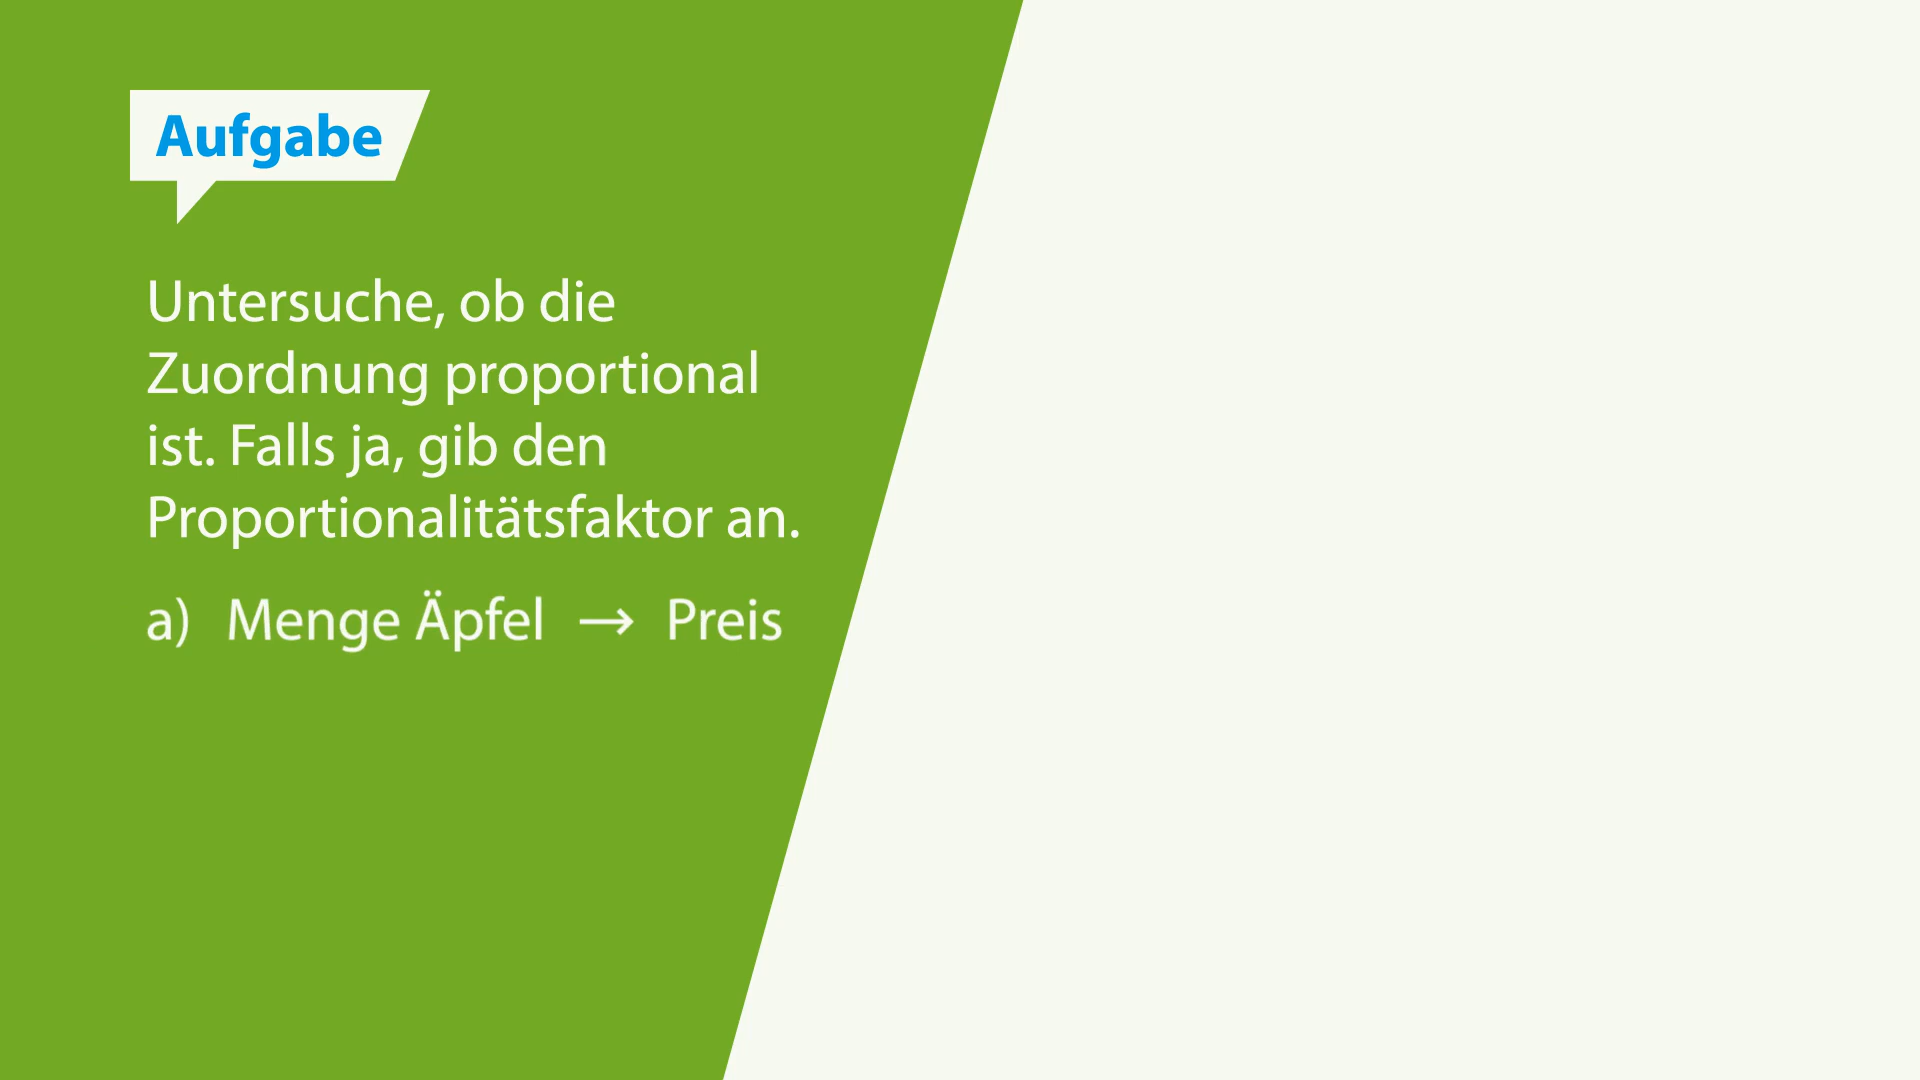 Aufgabe
Untersuche, ob die
Zuordnung proportional
ist. Falls ja, gib den
Proportionalitätsfaktor an.
a) Menge Äpfel → Preis